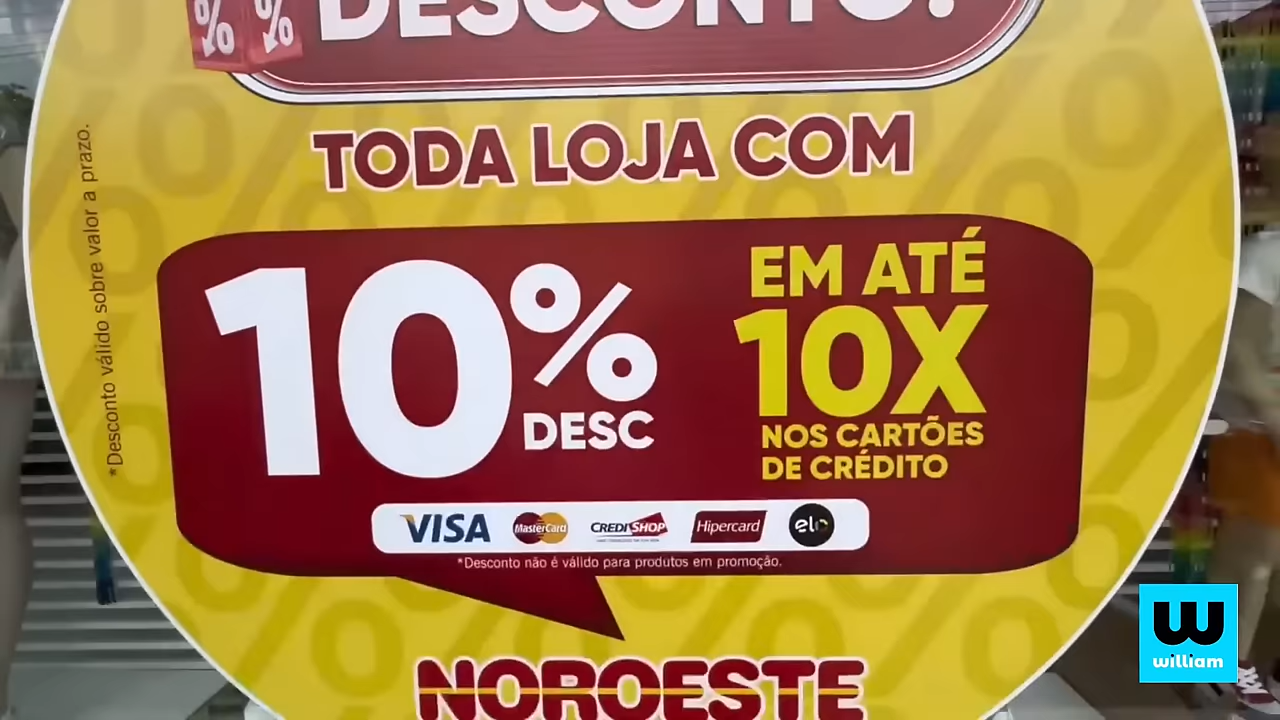 DESCONTO!
TODA LOJA COM
10%
DESC
EM ATÉ
10X
NOS CARTÕES
DE CRÉDITO
VISA MasterCard CREDISHOP Hipercard elo
*Desconto não é válido para produtos em promoção.
*Desconto válido sobre valor a prazo.
NOROESTE
W
william